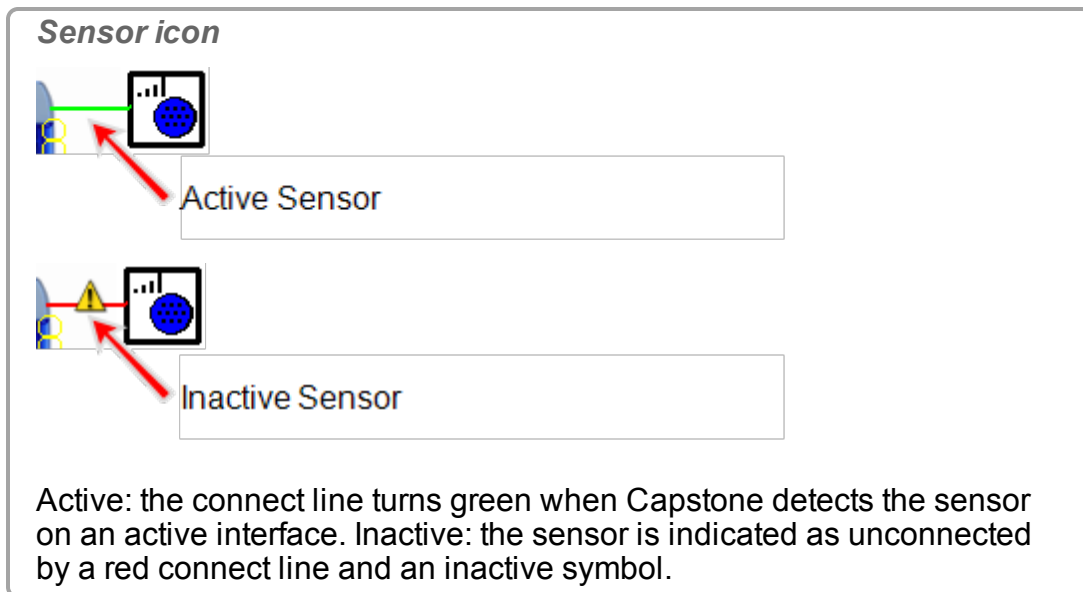 Sensor icon
Active Sensor
Inactive Sensor
Active: the connect line turns green when Capstone detects the sensor
on an active interface. Inactive: the sensor is indicated as unconnected
by a red connect line and an inactive symbol.